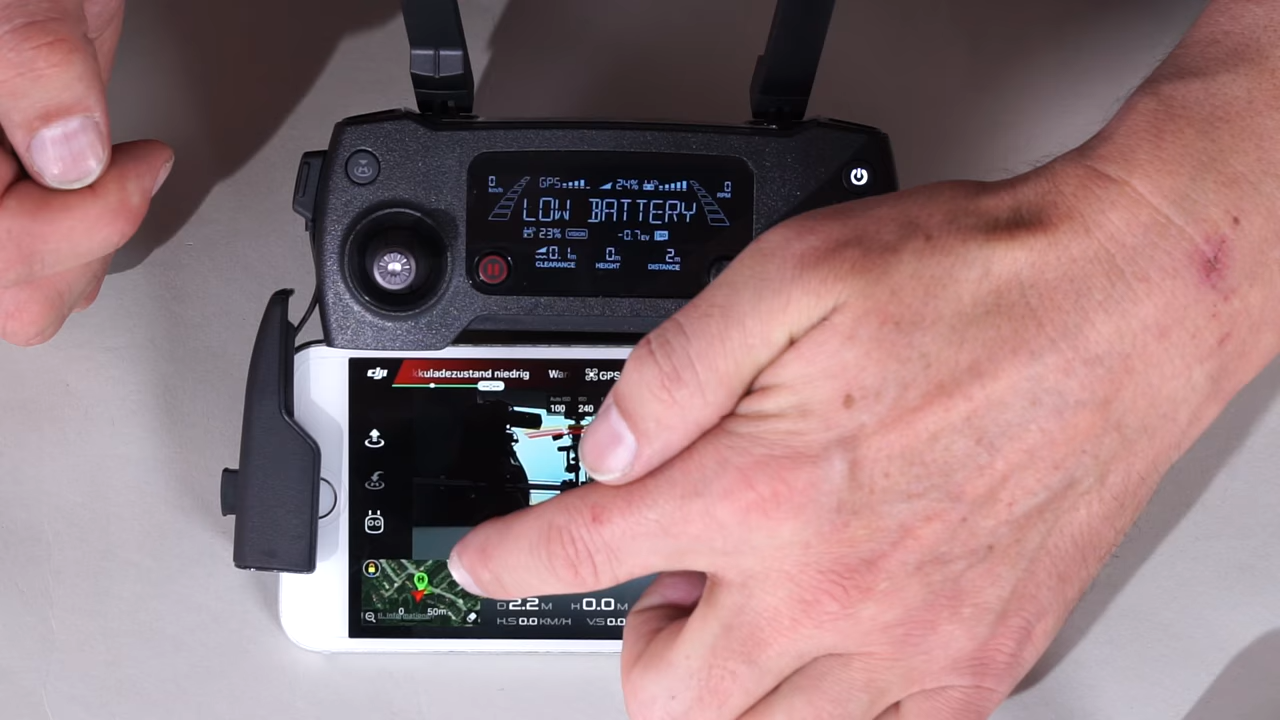 0 GPS 24% 0
km/h RPM
LOW BATTERY
23% VISION -0.7EV ISO
0.1m 0m 2m
CLEARANCE HEIGHT DISTANCE
dji kkuladezustand niedrig War GPS
Auto ISO ISO
100 240
H
0 50m
D 2.2 M H 0.0 M
H.S 0.0 KM/H V.S 0.0